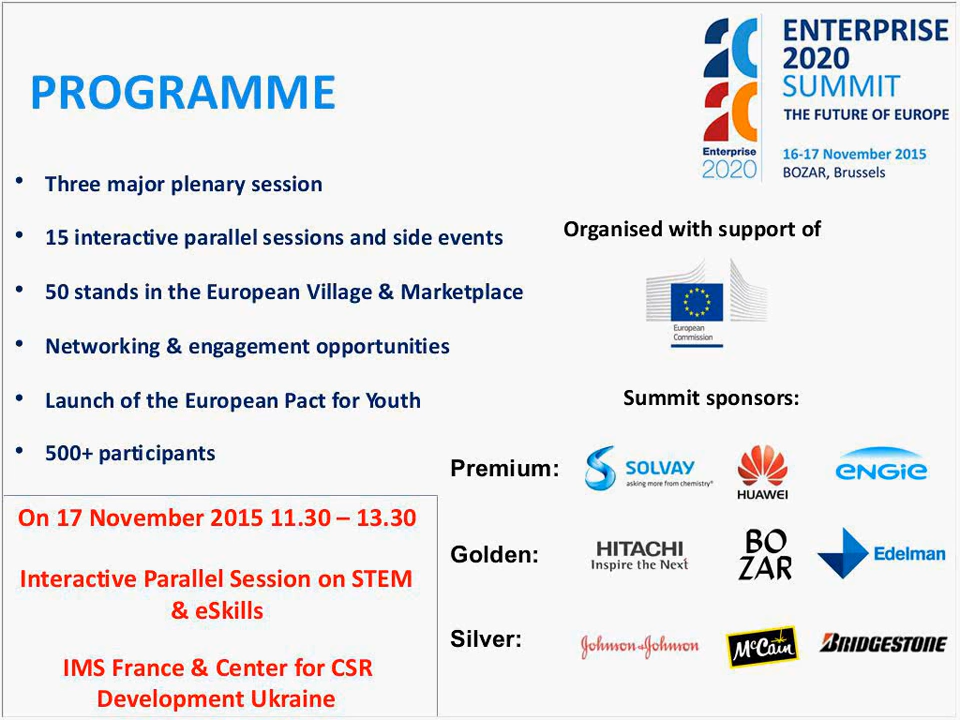 PROGRAMME
ENTERPRISE
2020
SUMMIT
THE FUTURE OF EUROPE
16-17 November 2015
BOZAR, Brussels
20
20
Enterprise
2020
• Three major plenary session
• 15 interactive parallel sessions and side events
• 50 stands in the European Village & Marketplace
• Networking & engagement opportunities
• Launch of the European Pact for Youth
• 500+ participants
Organised with support of
European
Commission
Summit sponsors:
Premium:
SOLVAY
asking more from chemistry®
HUAWEI
ENGIE
Golden:
HITACHI
Inspire the Next
BO
ZAR
Edelman
Silver:
Johnson & Johnson
McCain
BRIDGESTONE
On 17 November 2015 11.30 – 13.30
Interactive Parallel Session on STEM
& eSkills
IMS France & Center for CSR
Development Ukraine